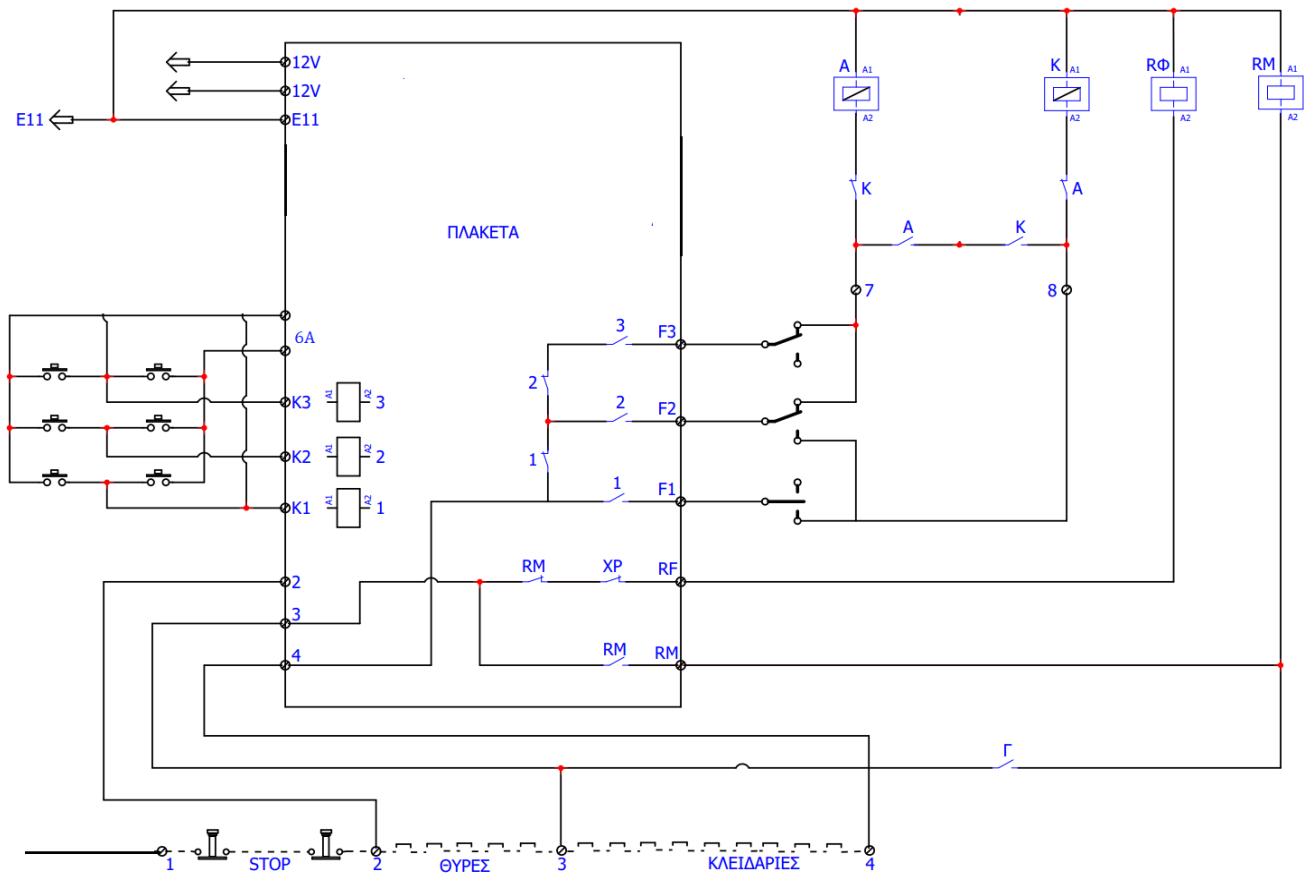 12V
12V
E11 E11
A A1 A2
K A1 A2
RΦ A1 A2
RM A1 A2
K
A
A K
7 8
ΠΛΑΚΕΤΑ
6A
3 F3
2
K3 A1 A2 3
2 F2
K2 A1 A2 2
1
1 F1
K1 A1 A2 1
2
RM XP RF
3
4
RM RM
Γ
1 STOP 2 ΘΥΡΕΣ 3 ΚΛΕΙΔΑΡΙΕΣ 4